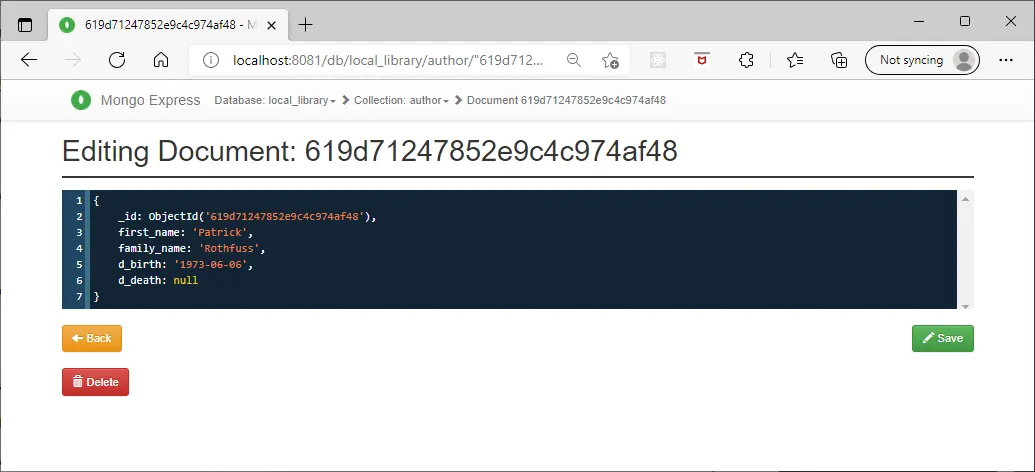 619d71247852e9c4c974af48 - M
localhost:8081/db/local_library/author/"619d712...
Not syncing
Mongo Express Database: local_library Collection: author Document 619d71247852e9c4c974af48
Editing Document: 619d71247852e9c4c974af48
1 {
2 _id: ObjectId('619d71247852e9c4c974af48'),
3 first_name: 'Patrick',
4 family_name: 'Rothfuss',
5 d_birth: '1973-06-06',
6 d_death: null
7 }
Back Save
Delete